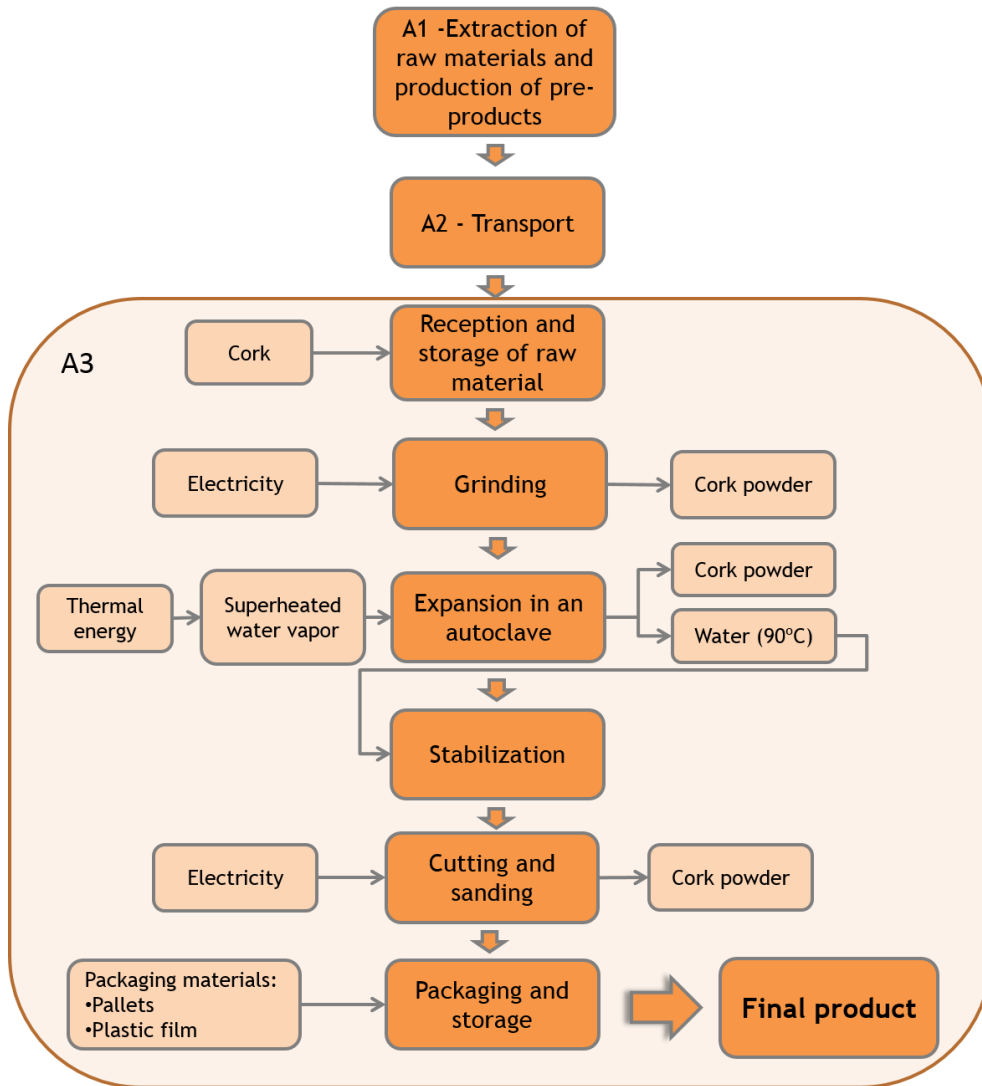 A1 -Extraction of
raw materials and
production of pre-
products
A2 - Transport
A3
Cork
Reception and
storage of raw
material
Electricity
Grinding
Cork powder
Thermal
energy
Superheated
water vapor
Expansion in an
autoclave
Cork powder
Water (90ºC)
Stabilization
Electricity
Cutting and
sanding
Cork powder
Packaging materials:
•Pallets
•Plastic film
Packaging and
storage
Final product